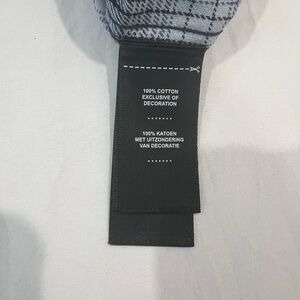 100% COTTON
EXCLUSIVE OF
DECORATION
.......
100% KATOEN
MET UITZONDERING
VAN DECORATIE
.......